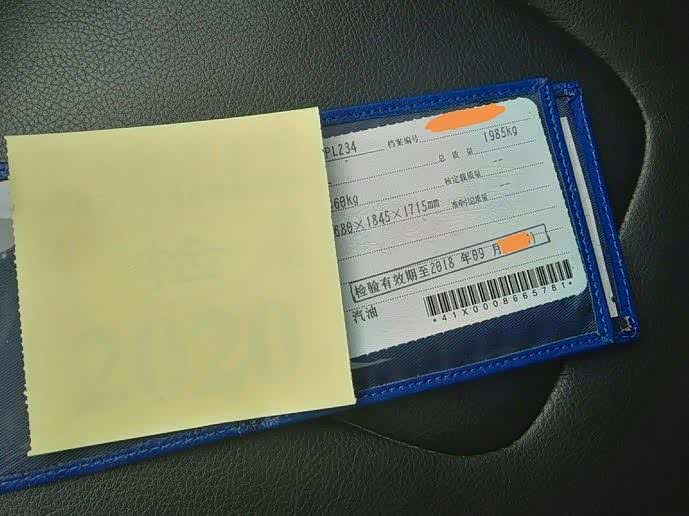 PL234 档案编号
总质量 1985kg
60kg 核定载质量 --
680×1845×1715mm 准牵引总质量 --
检验有效期至2018年09月
汽油
*41X0008665781*